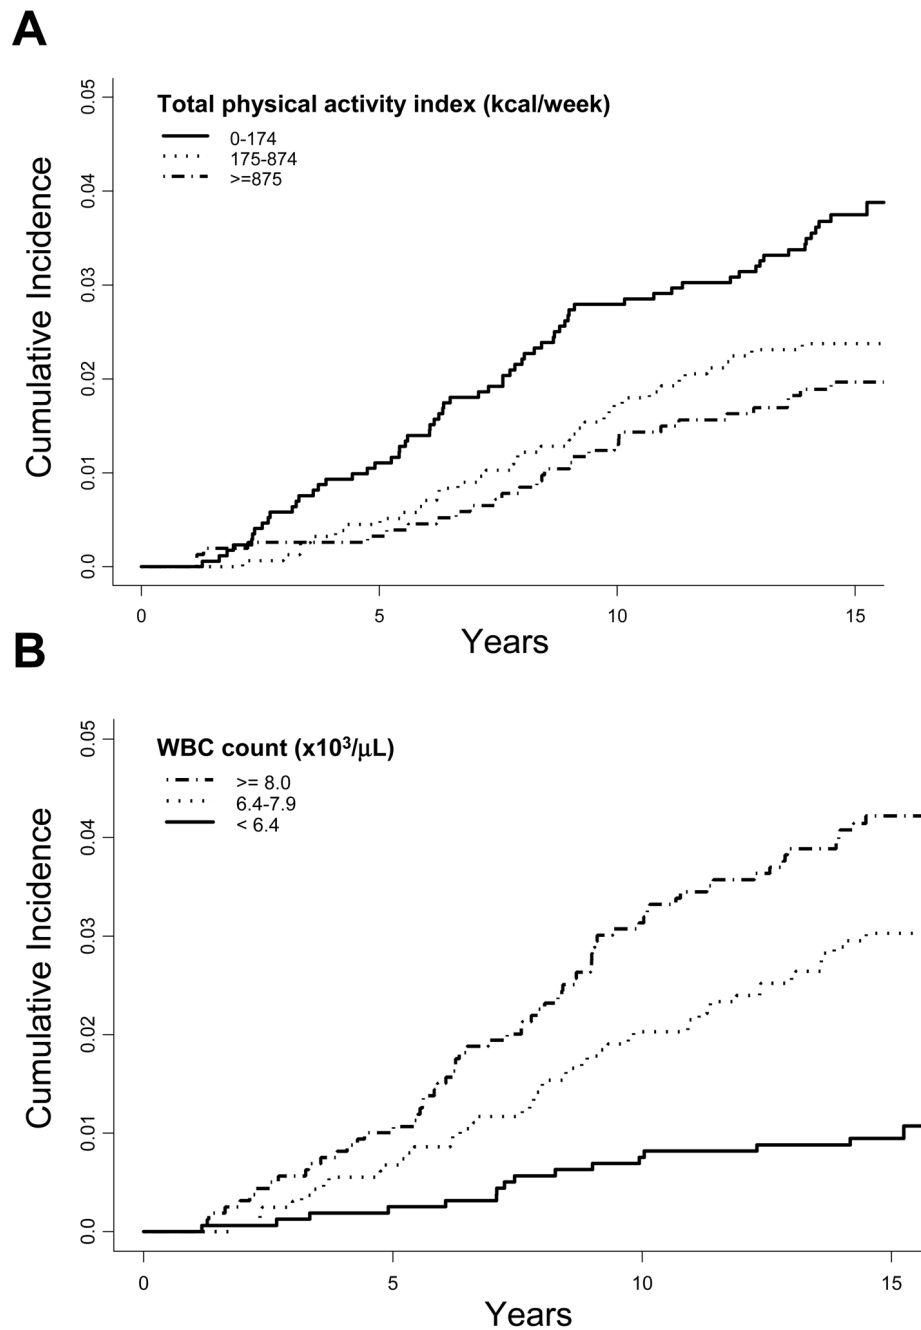 A
Total physical activity index (kcal/week)
0-174
175-874
>=875
Cumulative Incidence
0.05
0.04
0.03
0.02
0.01
0.0
0 5 10 15
Years
B
WBC count (x10³/μL)
>= 8.0
6.4-7.9
< 6.4
Cumulative Incidence
0.05
0.04
0.03
0.02
0.01
0.0
0 5 10 15
Years